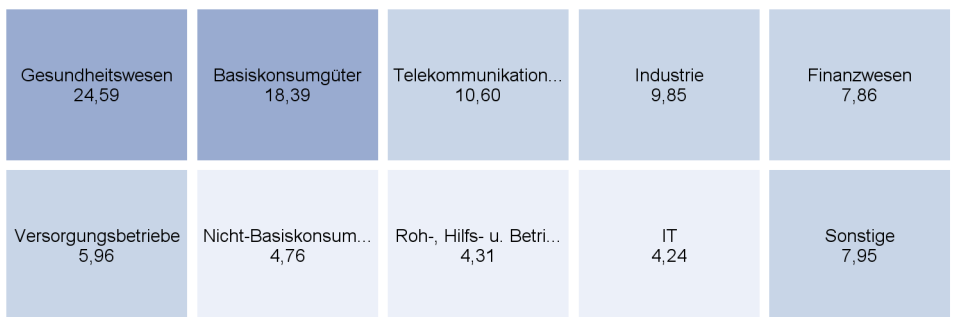 Gesundheitswesen
24,59
Basiskonsumgüter
18,39
Telekommunikation...
10,60
Industrie
9,85
Finanzwesen
7,86
Versorgungsbetriebe
5,96
Nicht-Basiskonsum...
4,76
Roh-, Hilfs- u. Betri...
4,31
IT
4,24
Sonstige
7,95